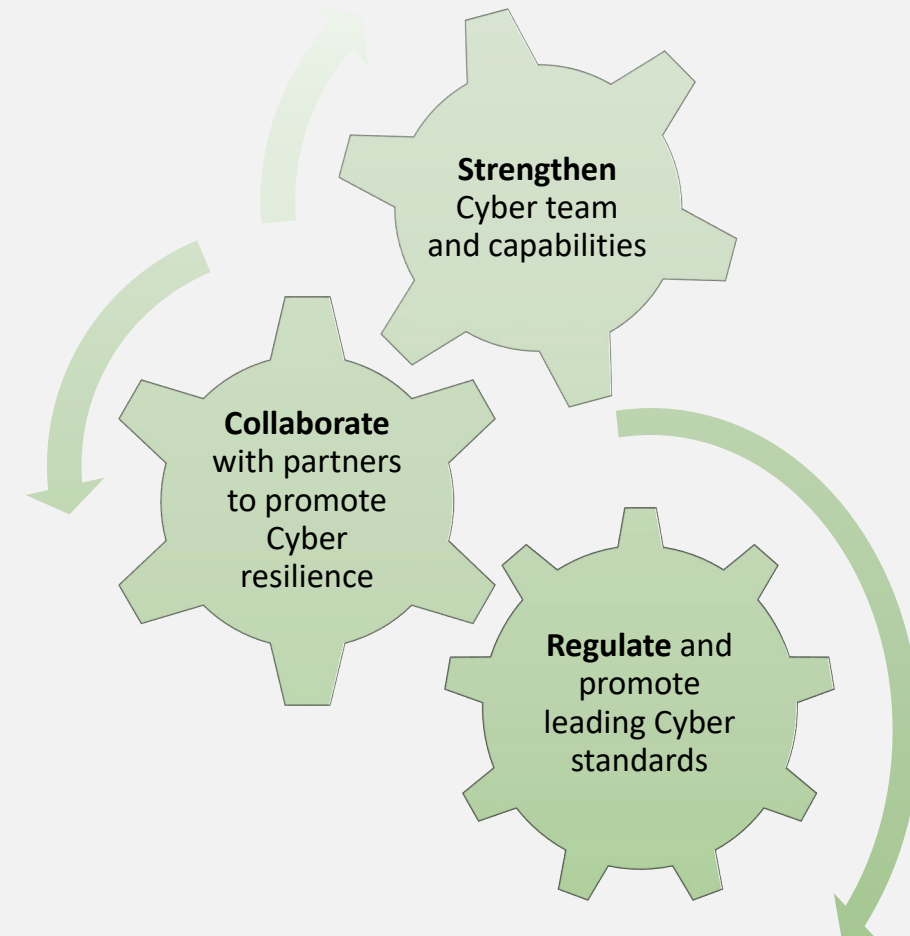 Strengthen
Cyber team
and capabilities
Collaborate
with partners
to promote
Cyber
resilience
Regulate and
promote
leading Cyber
standards